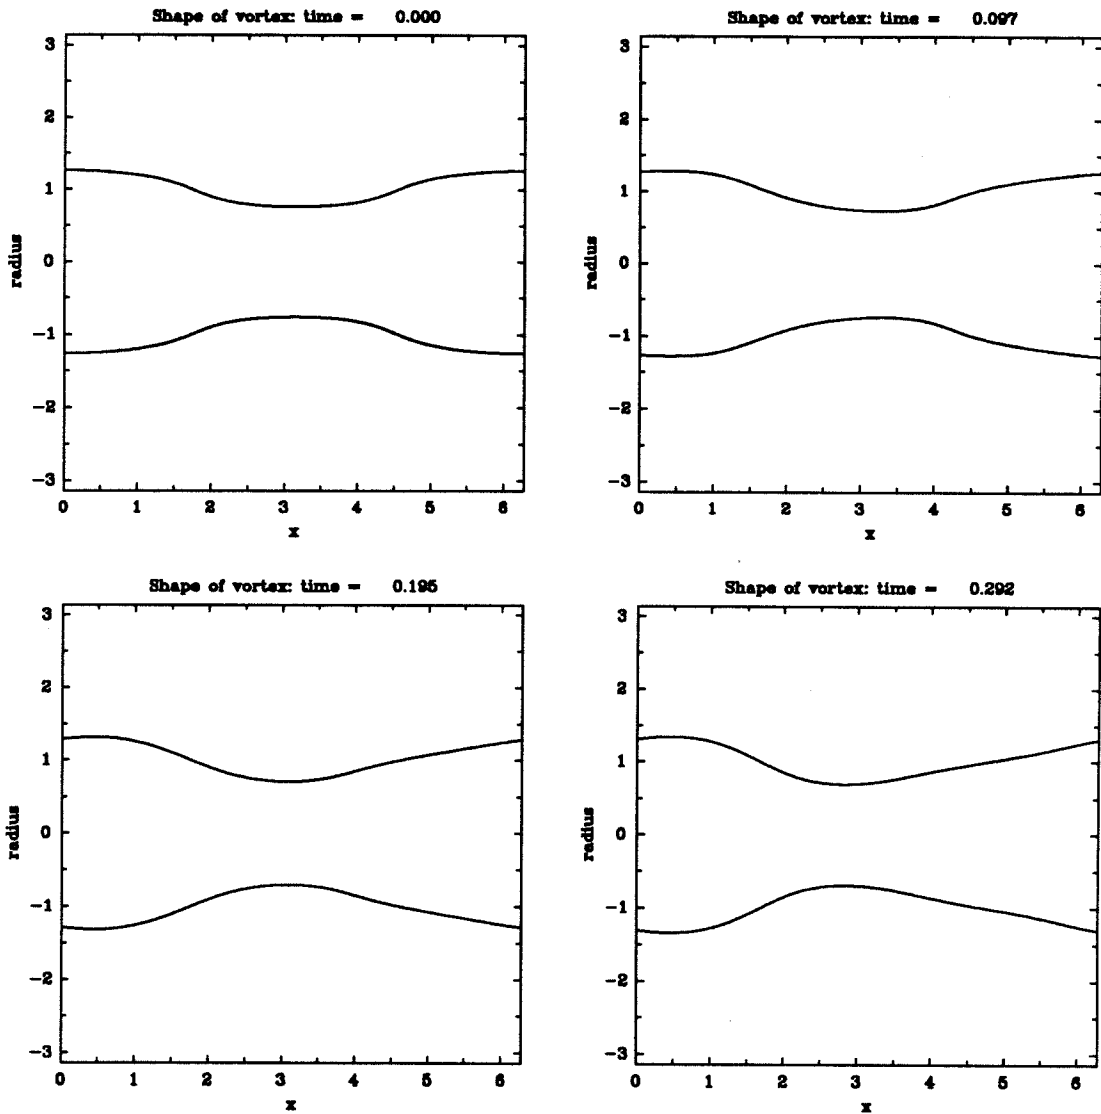 Shape of vortex: time = 0.000
3
2
1
0
−1
−2
−3
radius
0 1 2 3 4 5 6
x
Shape of vortex: time = 0.097
3
2
1
0
−1
−2
−3
radius
0 1 2 3 4 5 6
x
Shape of vortex: time = 0.195
3
2
1
0
−1
−2
−3
radius
0 1 2 3 4 5 6
x
Shape of vortex: time = 0.292
3
2
1
0
−1
−2
−3
radius
0 1 2 3 4 5 6
x